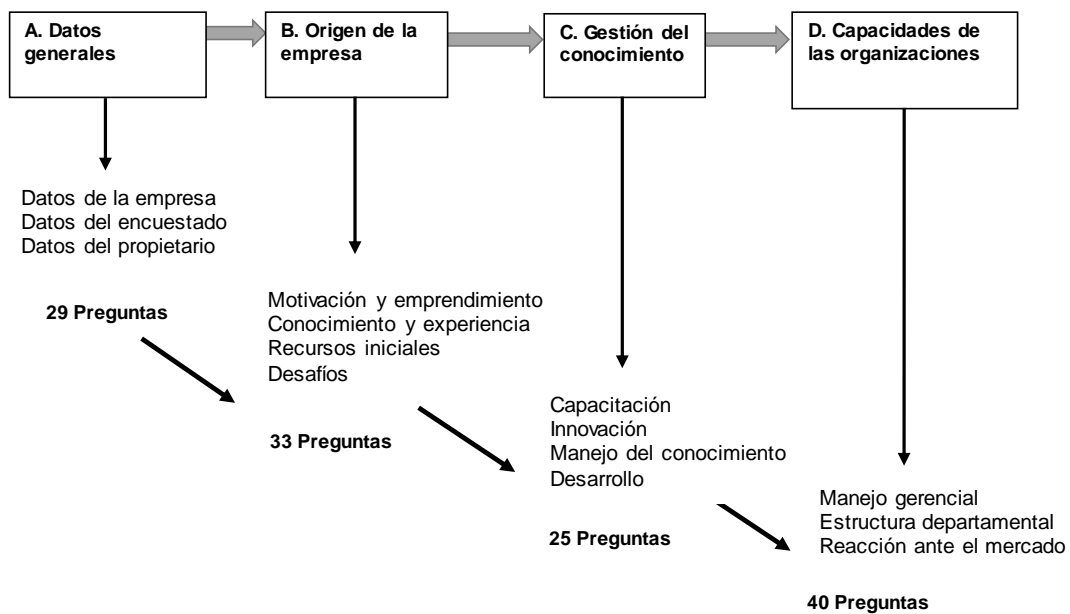 A. Datos
generales
B. Origen de la
empresa
C. Gestión del
conocimiento
D. Capacidades de
las organizaciones
Datos de la empresa
Datos del encuestado
Datos del propietario
29 Preguntas
Motivación y emprendimiento
Conocimiento y experiencia
Recursos iniciales
Desafíos
33 Preguntas
Capacitación
Innovación
Manejo del conocimiento
Desarrollo
25 Preguntas
Manejo gerencial
Estructura departamental
Reacción ante el mercado
40 Preguntas